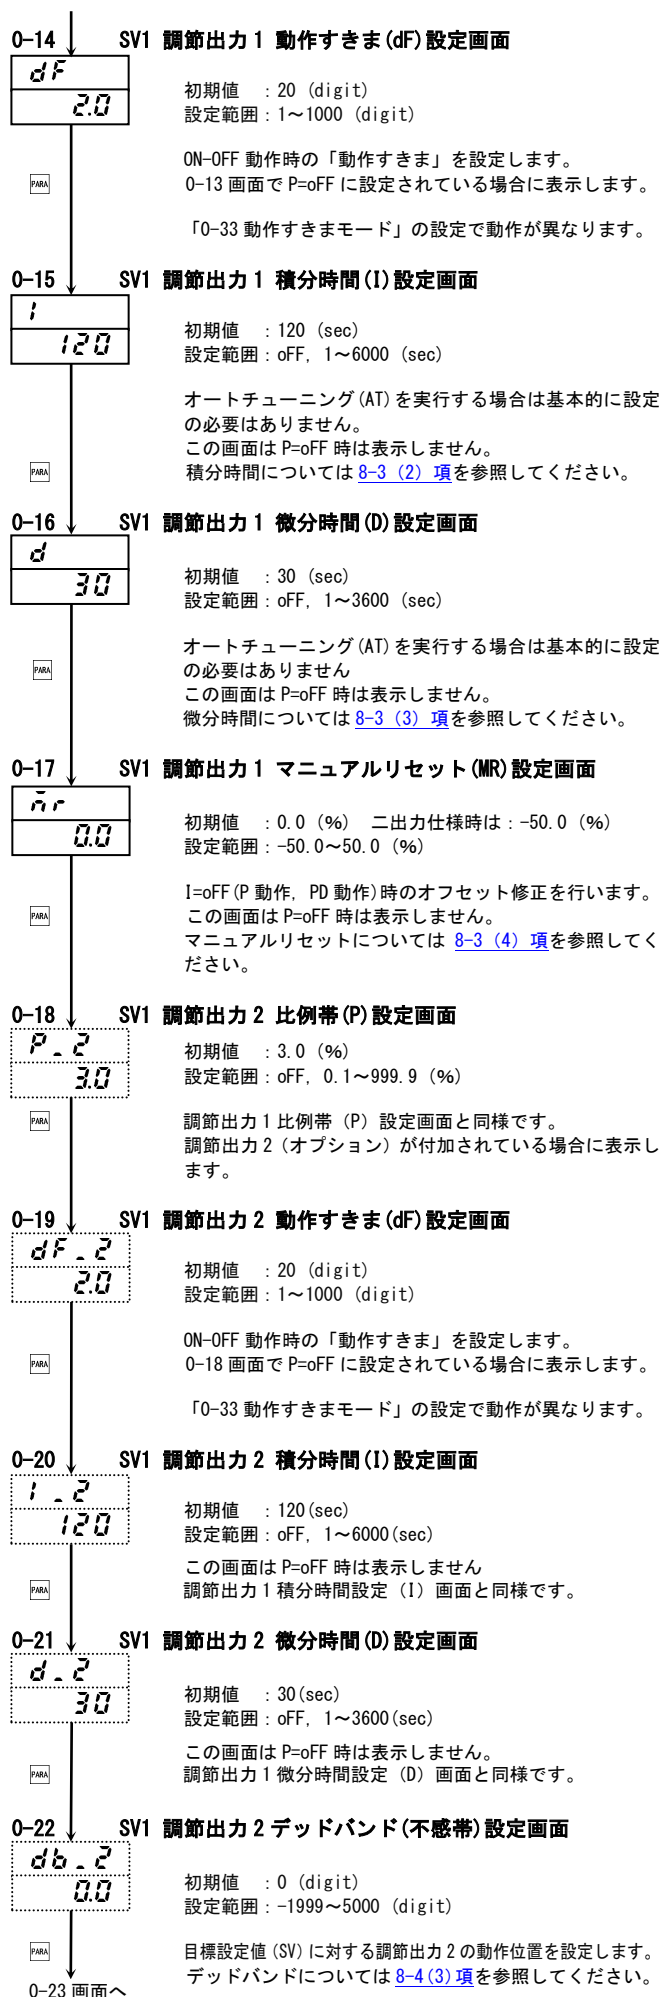 0-14 SV1 調節出力 1 動作すきま(dF)設定画面
dF
2.0
初期値 : 20 (digit)
設定範囲 : 1～1000 (digit)
ON-OFF 動作時の「動作すきま」を設定します。
PARA
0-13 画面で P=oFF に設定されている場合に表示します。
「0-33 動作すきまモード」の設定で動作が異なります。
0-15 SV1 調節出力 1 積分時間(I)設定画面
I
120
初期値 : 120 (sec)
設定範囲 : oFF, 1～6000 (sec)
オートチューニング(AT)を実行する場合は基本的に設定
の必要はありません。
この画面は P=oFF 時は表示しません。
PARA
積分時間については 8-3 (2) 項を参照してください。
0-16 SV1 調節出力 1 微分時間(D)設定画面
d
30
初期値 : 30 (sec)
設定範囲 : oFF, 1～3600 (sec)
オートチューニング(AT)を実行する場合は基本的に設定
PARA
の必要はありません
この画面は P=oFF 時は表示しません。
微分時間については 8-3 (3) 項を参照してください。
0-17 SV1 調節出力 1 マニュアルリセット(MR)設定画面
n̄r
0.0
初期値 : 0.0 (%) 二出力仕様時は : -50.0 (%)
設定範囲 : -50.0～50.0 (%)
I=oFF(P 動作, PD 動作)時のオフセット修正を行います。
PARA
この画面は P=oFF 時は表示しません。
マニュアルリセットについては 8-3 (4) 項を参照してく
ださい。
0-18 SV1 調節出力 2 比例帯(P)設定画面
P_2
3.0
初期値 : 3.0 (%)
設定範囲 : oFF, 0.1～999.9 (%)
PARA
調節出力 1 比例帯 (P) 設定画面と同様です。
調節出力 2 (オプション) が付加されている場合に表示し
ます。
0-19 SV1 調節出力 2 動作すきま(dF)設定画面
dF_2
2.0
初期値 : 20 (digit)
設定範囲 : 1～1000 (digit)
ON-OFF 動作時の「動作すきま」を設定します。
PARA
0-18 画面で P=oFF に設定されている場合に表示します。
「0-33 動作すきまモード」の設定で動作が異なります。
0-20 SV1 調節出力 2 積分時間(I)設定画面
I_2
120
初期値 : 120(sec)
設定範囲 : oFF, 1～6000(sec)
この画面は P=oFF 時は表示しません
PARA
調節出力 1 積分時間設定 (I) 画面と同様です。
0-21 SV1 調節出力 2 微分時間(D)設定画面
d_2
30
初期値 : 30(sec)
設定範囲 : oFF, 1～3600(sec)
この画面は P=oFF 時は表示しません。
PARA
調節出力 1 微分時間設定 (D) 画面と同様です。
0-22 SV1 調節出力 2 デッドバンド(不感帯)設定画面
db_2
0.0
初期値 : 0 (digit)
設定範囲 : -1999～5000 (digit)
PARA
目標設定値(SV)に対する調節出力 2 の動作位置を設定します。
デッドバンドについては 8-4(3)項を参照してください。
0-23 画面へ